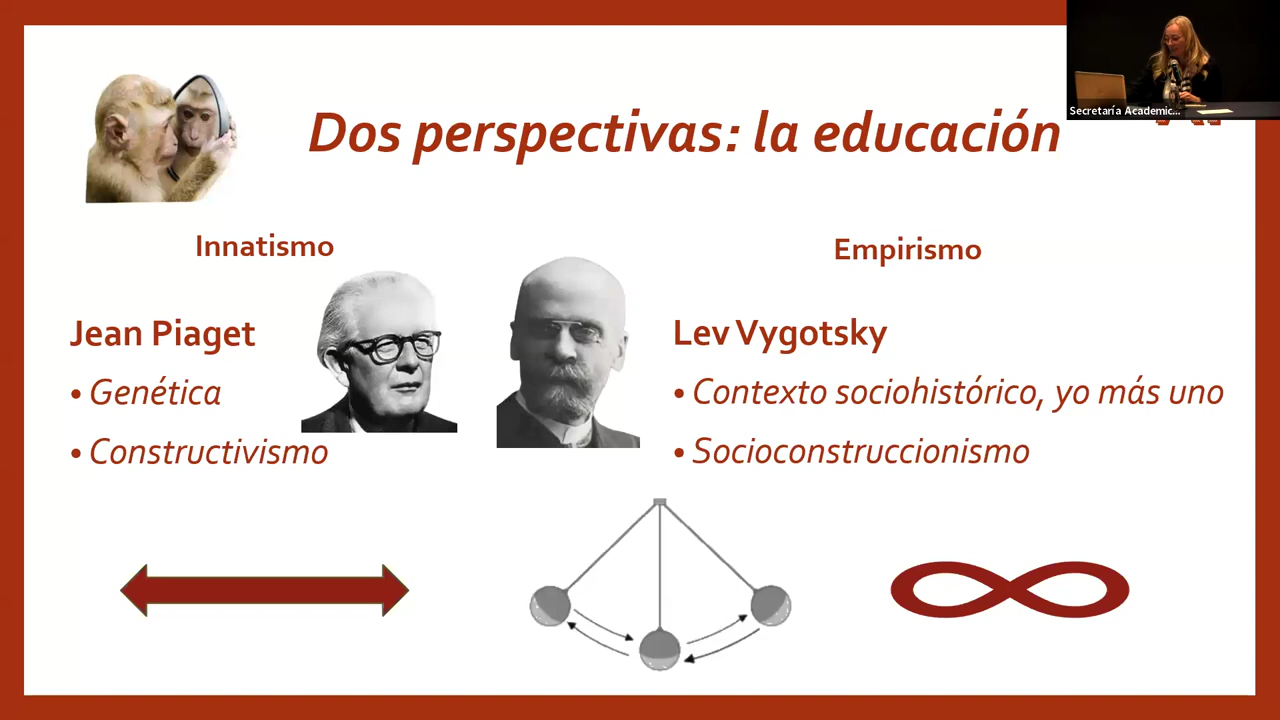 Secretaría Academic...
Dos perspectivas: la educación
Innatismo
Empirismo
Jean Piaget
• Genética
• Constructivismo
Lev Vygotsky
• Contexto sociohistórico, yo más uno
• Socioconstruccionismo